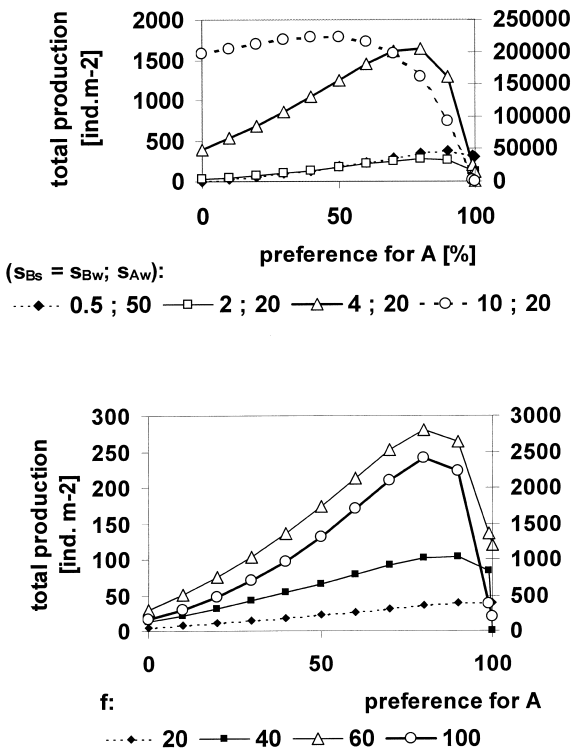 total production
[ind.m-2]
2000
1500
1000
500
0
250000
200000
150000
100000
50000
0
0
50
100
preference for A [%]
(sBs = sBw; sAw):
0.5 ; 50
2 ; 20
4 ; 20
10 ; 20
total production
[ind. m-2]
300
250
200
150
100
50
0
3000
2500
2000
1500
1000
500
0
0
50
100
f:
preference for A
20
40
60
100